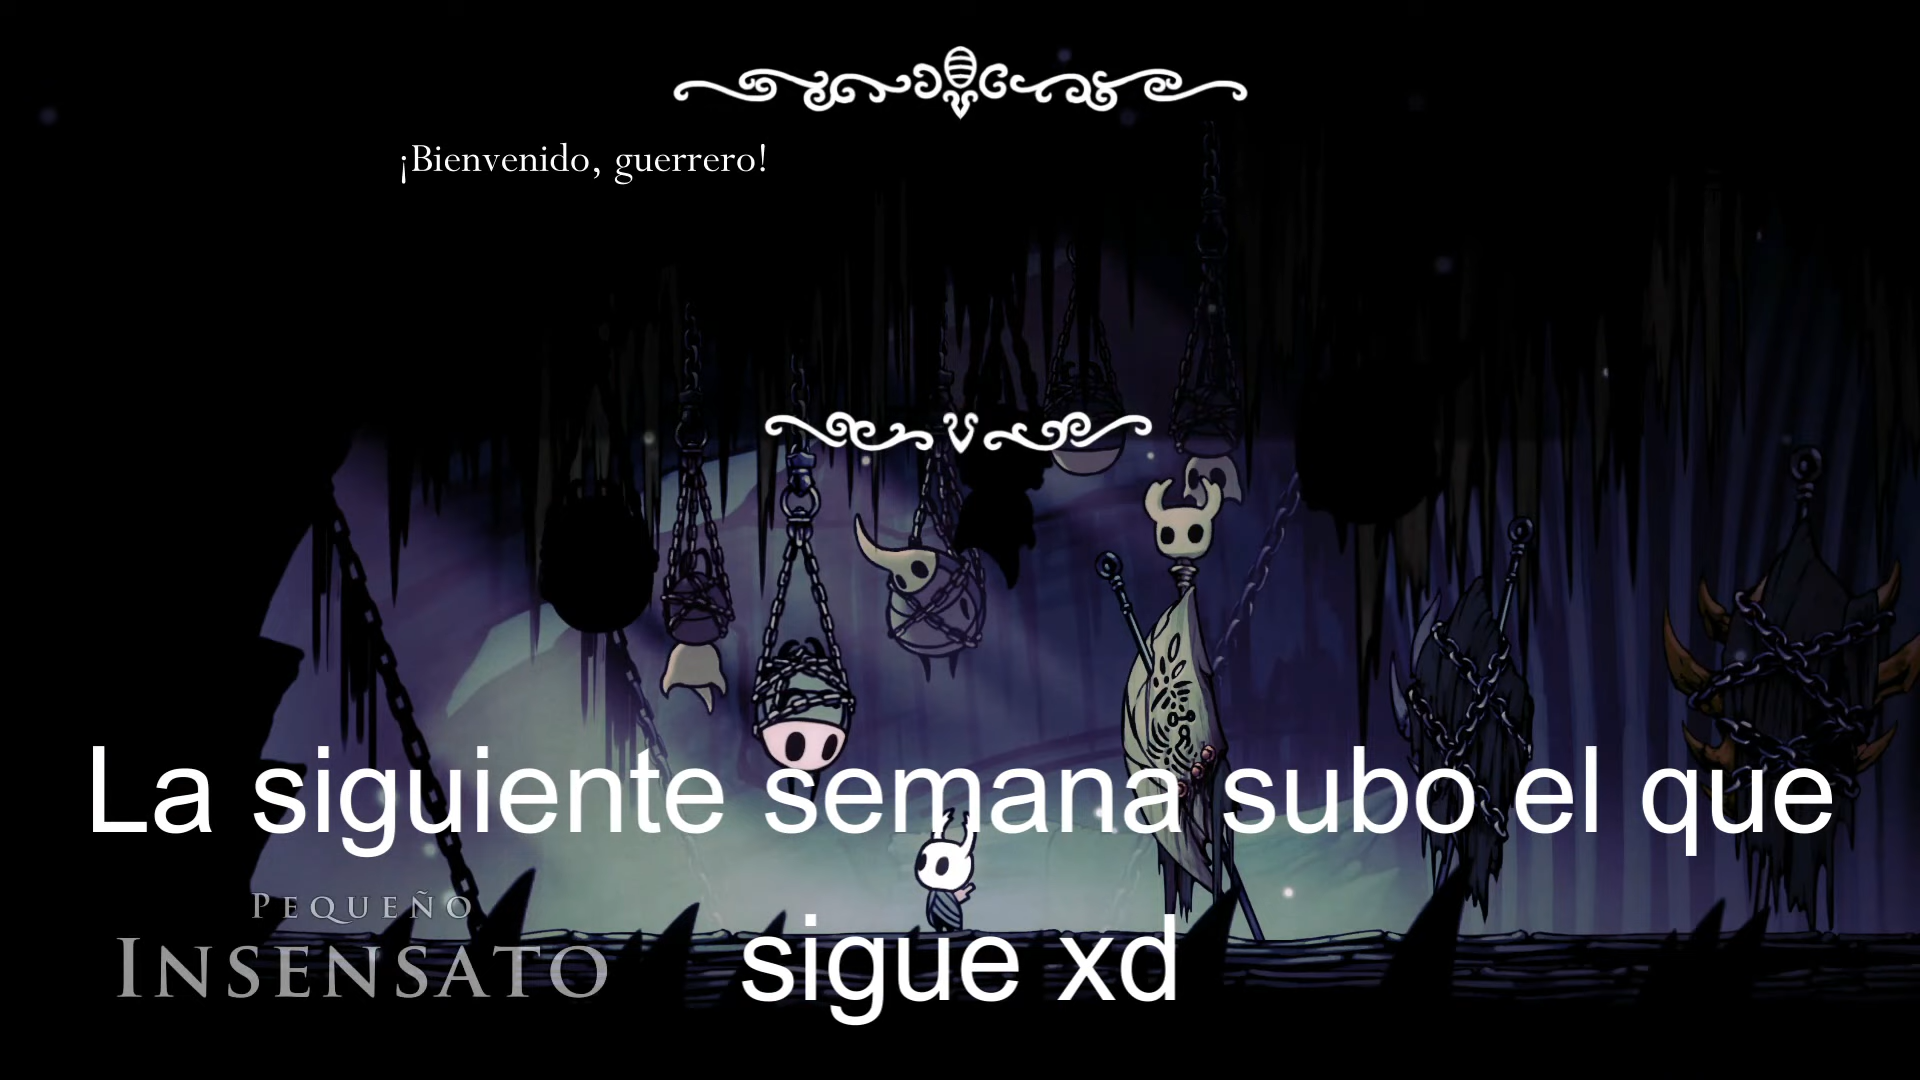 ¡Bienvenido, guerrero!
La siguiente semana subo el que
sigue xd
PEQUEÑO
INSENSATO